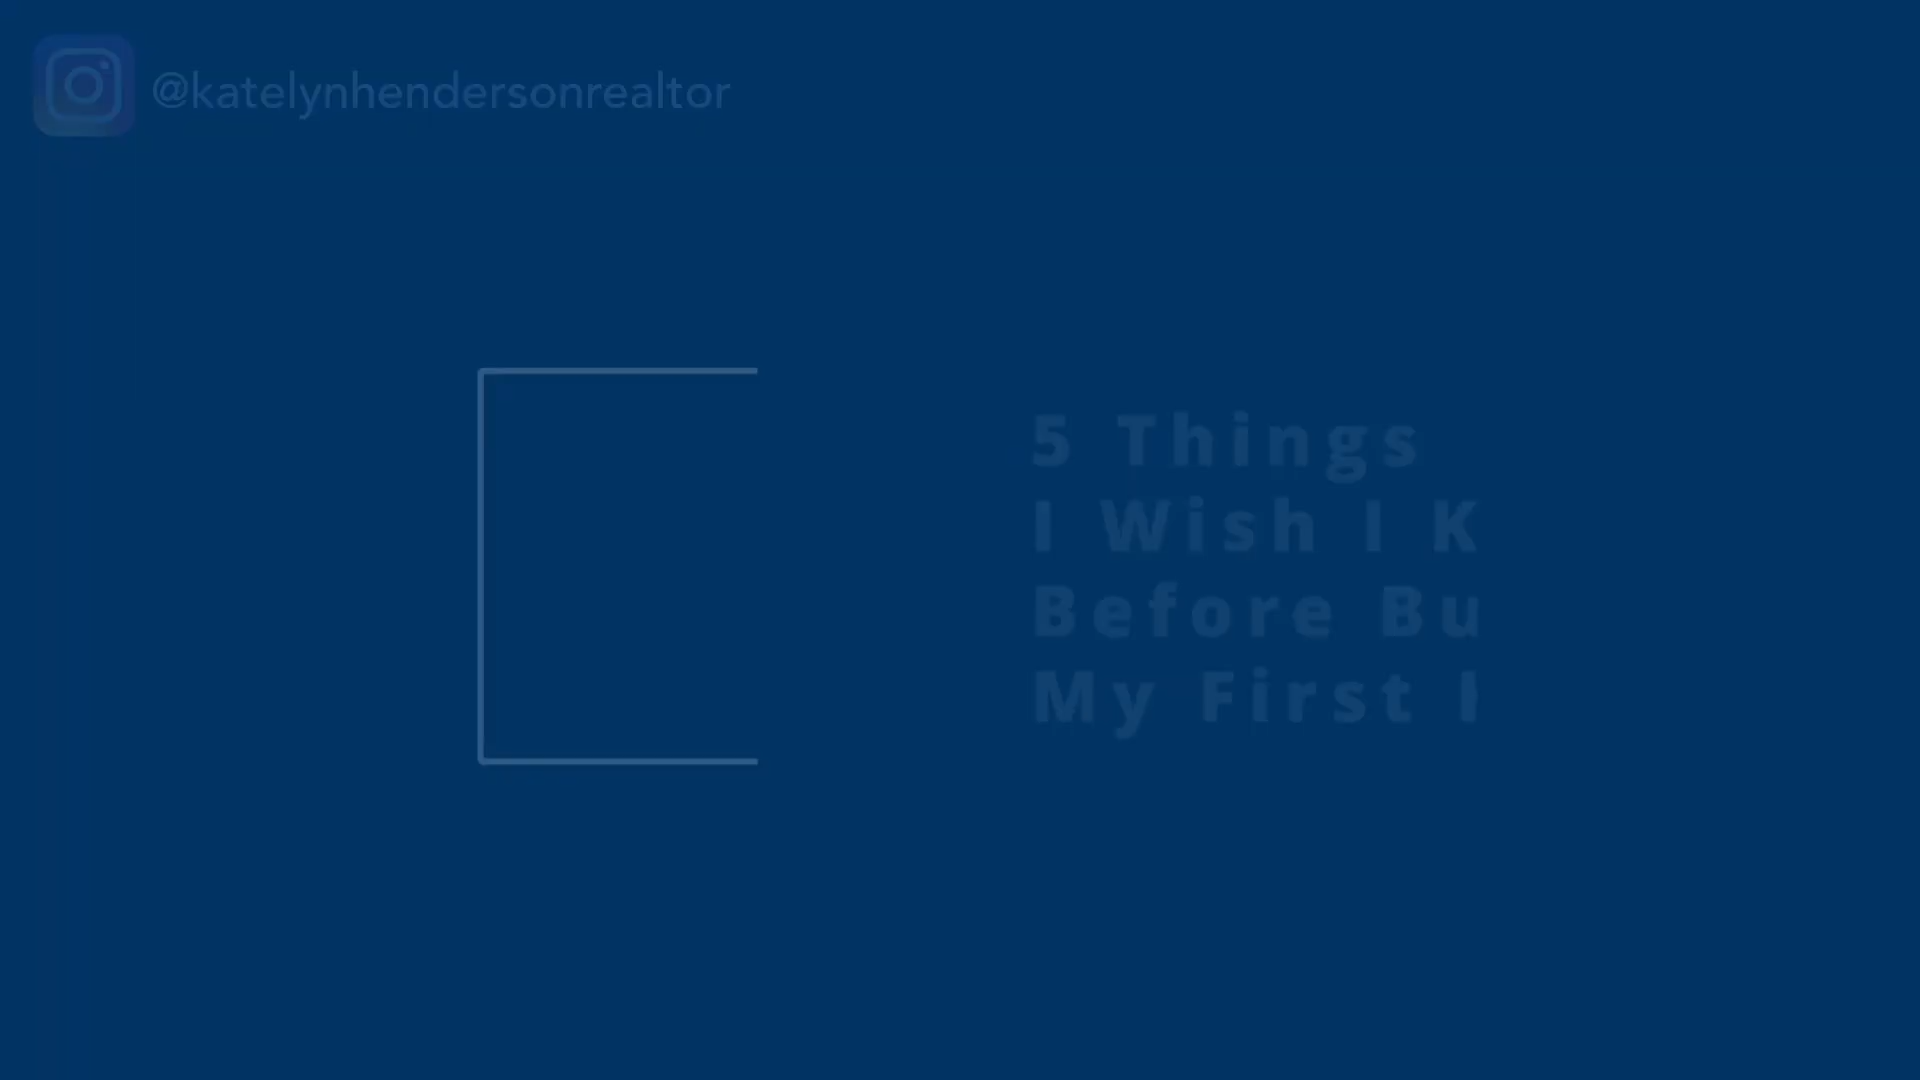 @katelynhendersonrealtor
5 Things
I Wish I K
Before Bu
My First I